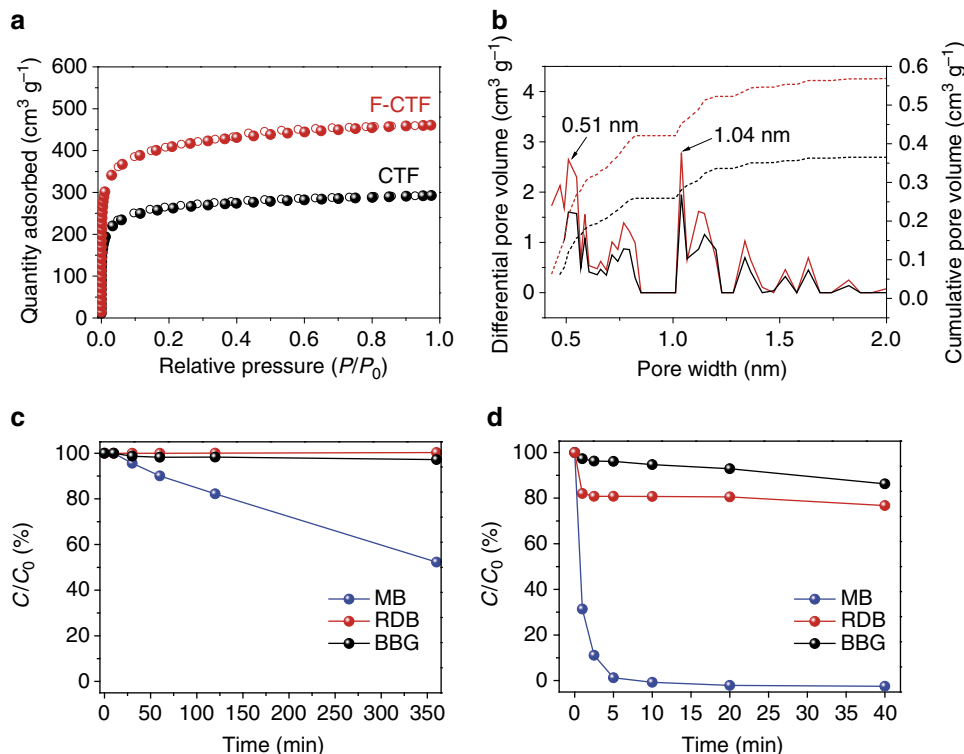 a
600
500
400
300
200
100
0
0.0 0.2 0.4 0.6 0.8 1.0
Quantity adsorbed (cm³ g⁻¹)
Relative pressure (P/P₀)
F-CTF
CTF
b
4
3
2
1
0
0.6
0.5
0.4
0.3
0.2
0.1
0.0
0.5 1.0 1.5 2.0
Differential pore volume (cm³ g⁻¹)
Cumulative pore volume (cm³ g⁻¹)
Pore width (nm)
0.51 nm
1.04 nm
c
100
80
60
40
20
0
0 50 100 150 200 250 300 350
C/C₀ (%)
Time (min)
MB
RDB
BBG
d
100
80
60
40
20
0
0 5 10 15 20 25 30 35 40
C/C₀ (%)
Time (min)
MB
RDB
BBG